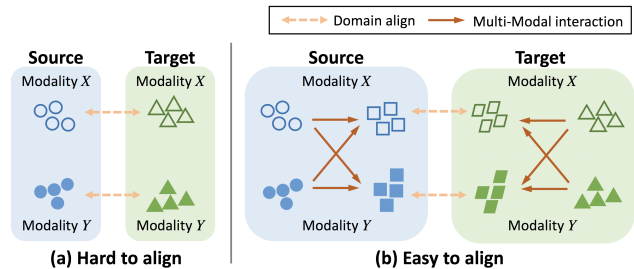 Domain align
Multi-Modal interaction
Source
Target
Modality X
Modality X
Modality Y
Modality Y
(a) Hard to align
Source
Target
Modality X
Modality X
Modality Y
Modality Y
(b) Easy to align